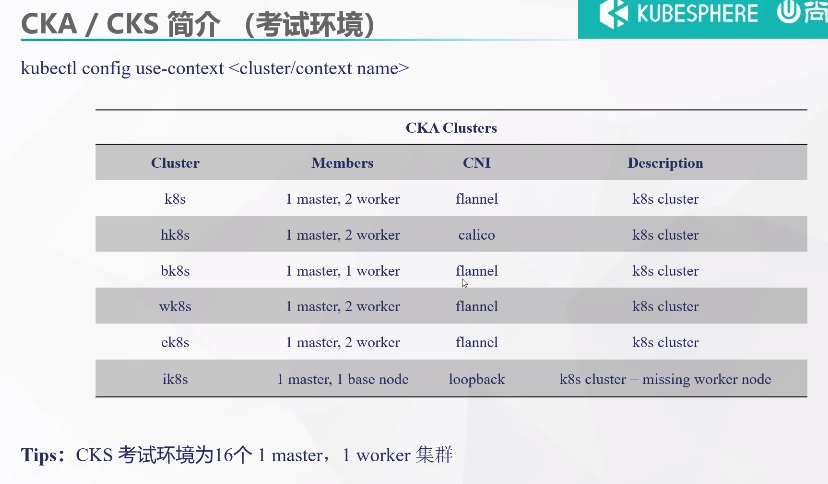 CKA / CKS 简介 （考试环境）
KUBESPHERE 尚
kubectl config use-context <cluster/context name>
CKA Clusters
Cluster Members CNI Description
k8s 1 master, 2 worker flannel k8s cluster
hk8s 1 master, 2 worker calico k8s cluster
bk8s 1 master, 1 worker flannel k8s cluster
wk8s 1 master, 2 worker flannel k8s cluster
ek8s 1 master, 2 worker flannel k8s cluster
ik8s 1 master, 1 base node loopback k8s cluster − missing worker node
Tips：CKS 考试环境为16个 1 master，1 worker 集群